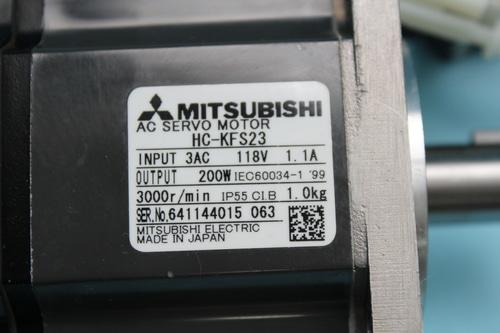 MITSUBISHI
AC SERVO MOTOR
HC-KFS23
INPUT 3AC 118V 1.1A
OUTPUT 200W IEC60034-1 '99
3000r/min IP55 CI.B 1.0kg
SER.No.641144015 063
MITSUBISHI ELECTRIC
MADE IN JAPAN